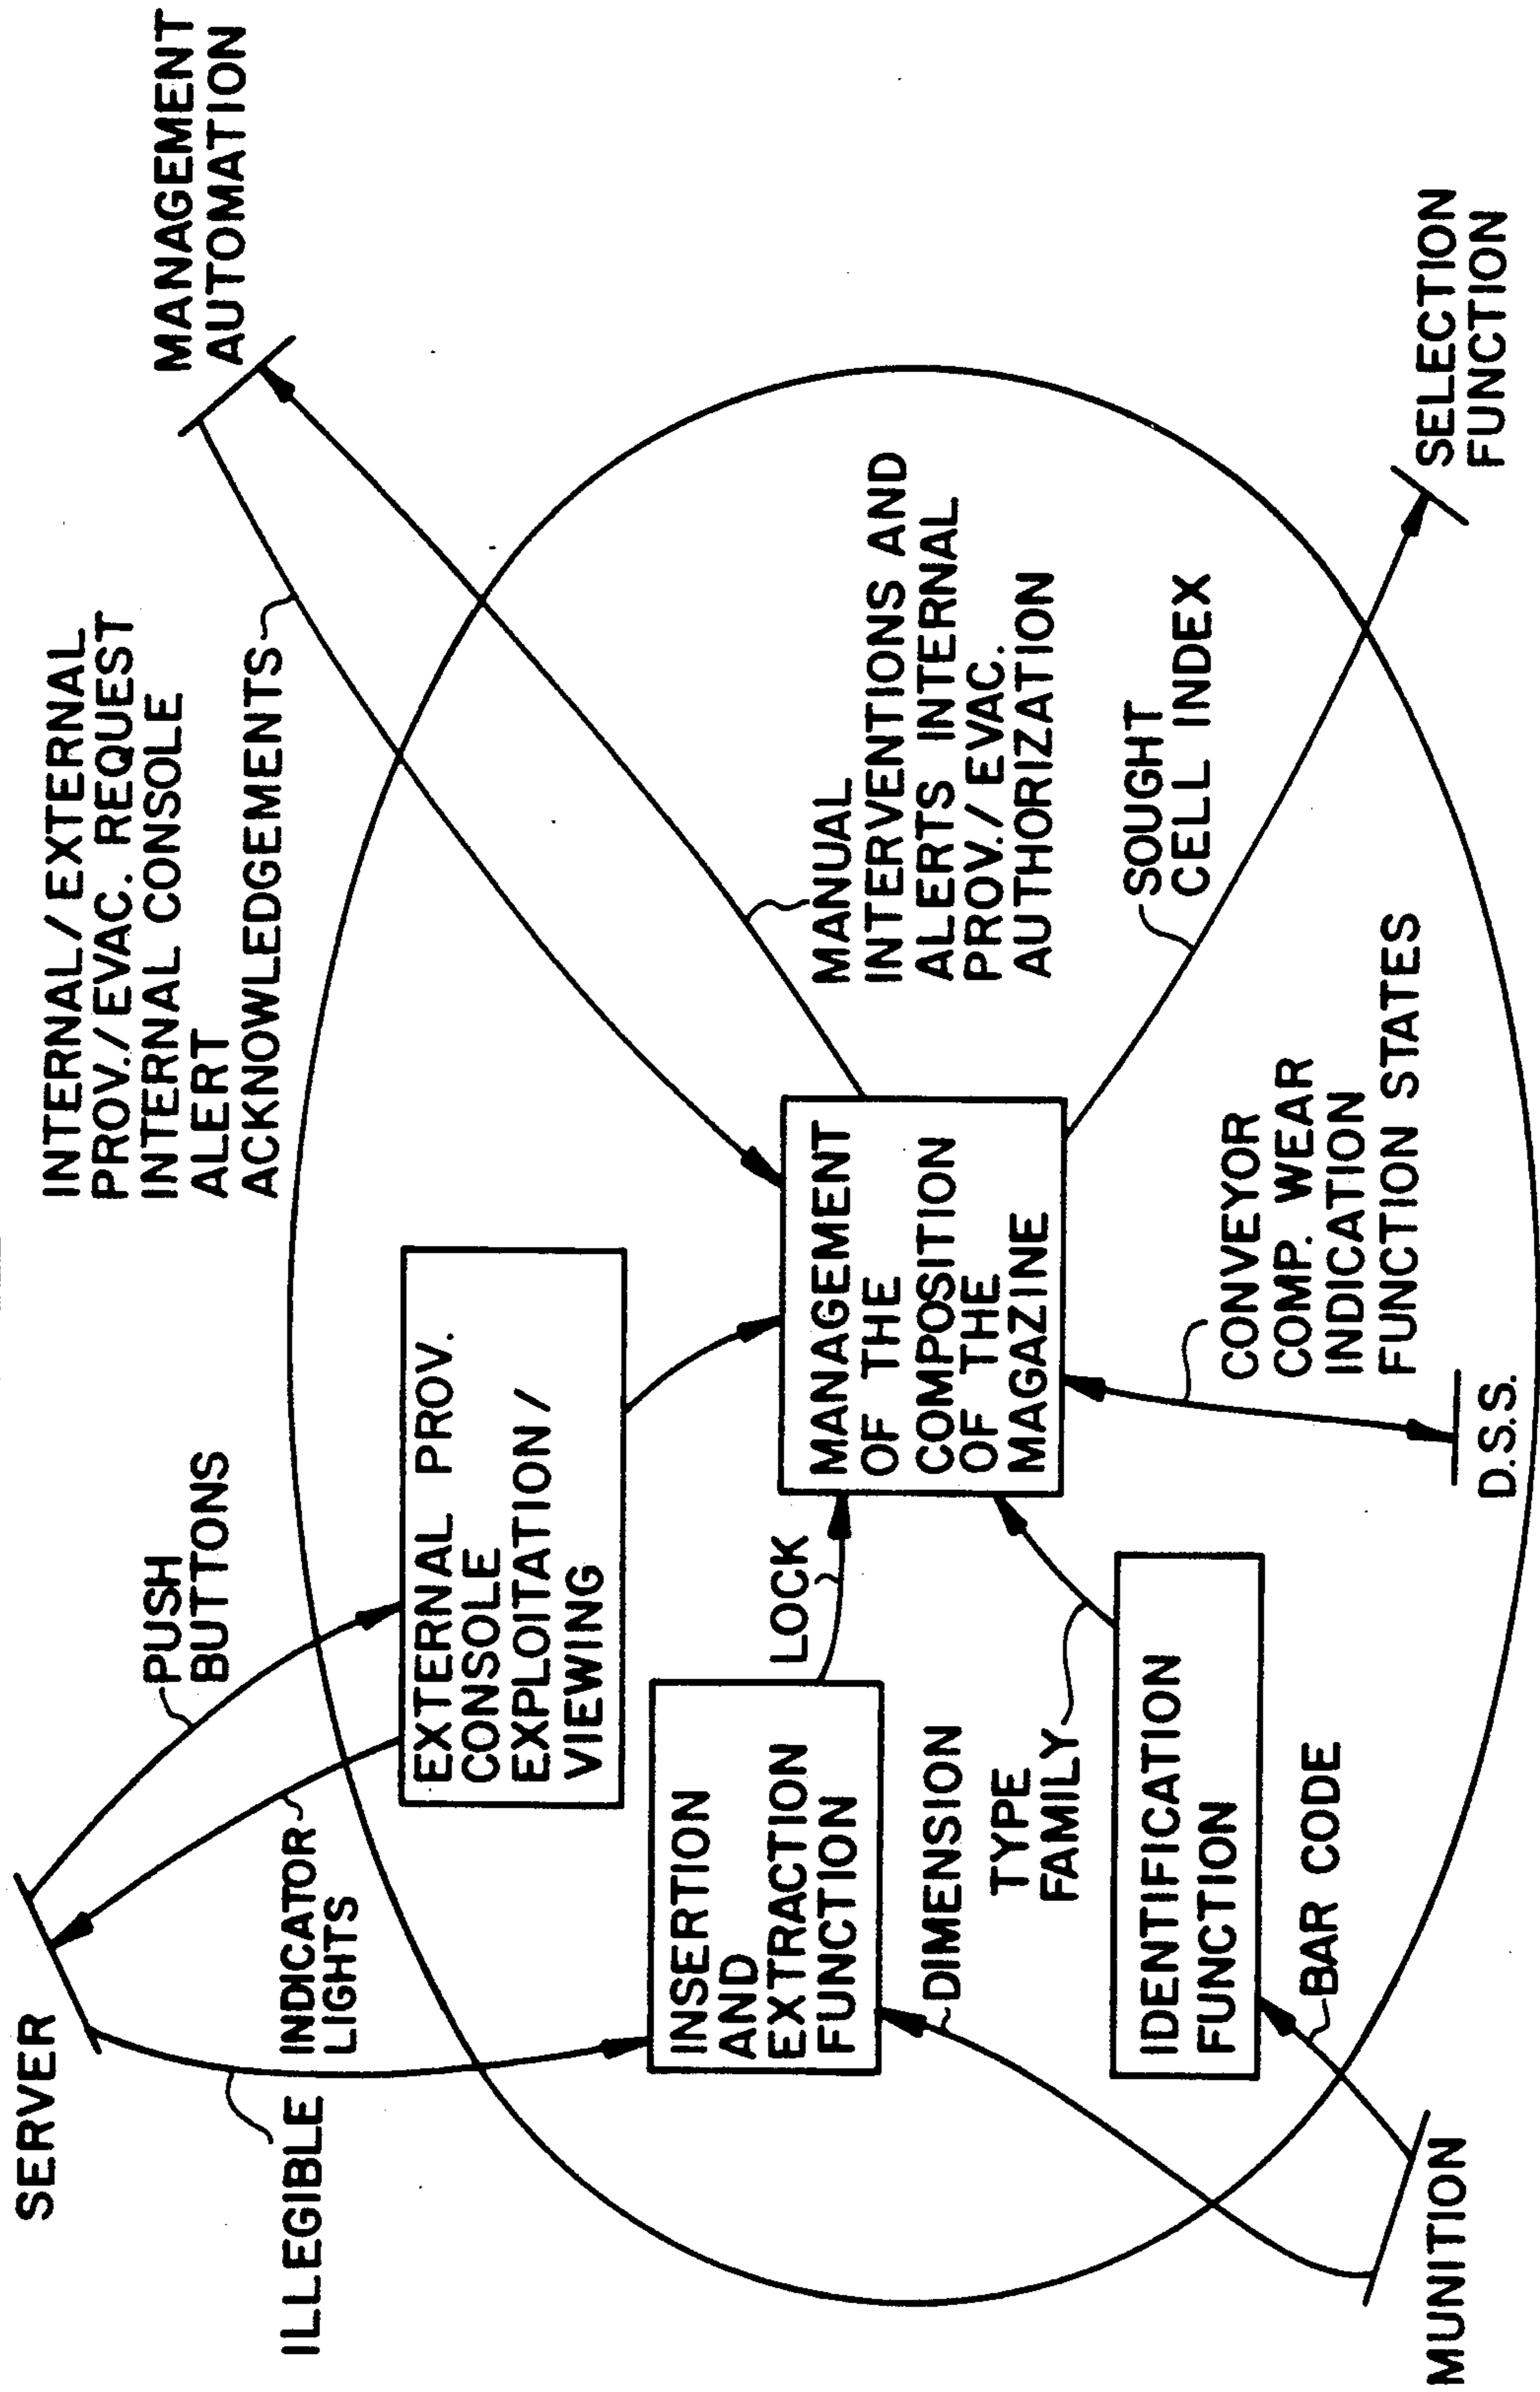 SERVER
ILLEGIBLE
INDICATOR
LIGHTS
PUSH
BUTTONS
INTERNAL/EXTERNAL
PROV./EVAC. REQUEST
INTERNAL CONSOLE
ALERT
ACKNOWLEDGEMENTS
MANAGEMENT
AUTOMATION
EXTERNAL PROV.
CONSOLE
EXPLOITATION/
VIEWING
INSERTION
AND
EXTRACTION
FUNCTION
LOCK
MANAGEMENT
OF THE
COMPOSITION
OF THE
MAGAZINE
MANUAL
INTERVENTIONS AND
ALERTS INTERNAL
PROV./EVAC.
AUTHORIZATION
DIMENSION
TYPE
FAMILY
SOUGHT
CELL INDEX
IDENTIFICATION
FUNCTION
BAR CODE
CONVEYOR
COMP. WEAR
INDICATION
FUNCTION STATES
MUNITION
D.S.S.
SELECTION
FUNCTION